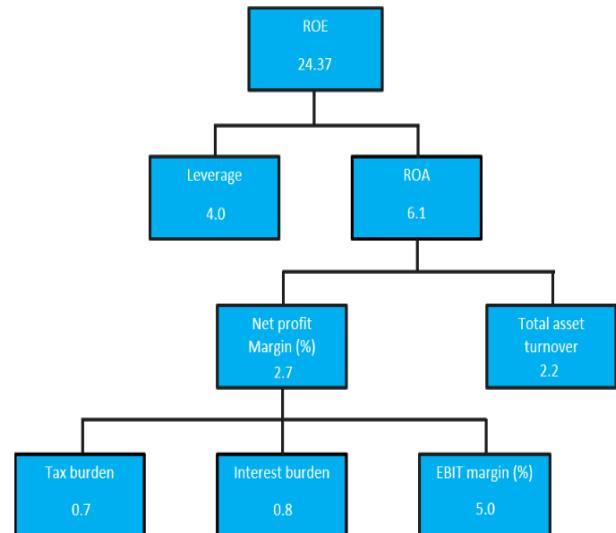 ROE
24.37
Leverage
4.0
ROA
6.1
Net profit
Margin (%)
2.7
Total asset
turnover
2.2
Tax burden
0.7
Interest burden
0.8
EBIT margin (%)
5.0